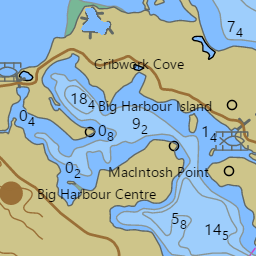 7₄
Cribwork Cove
18₄
Big Harbour Island
0₄
0₈
9₂
1₄
0₂
MacIntosh Point
Big Harbour Centre
5₈
14₅